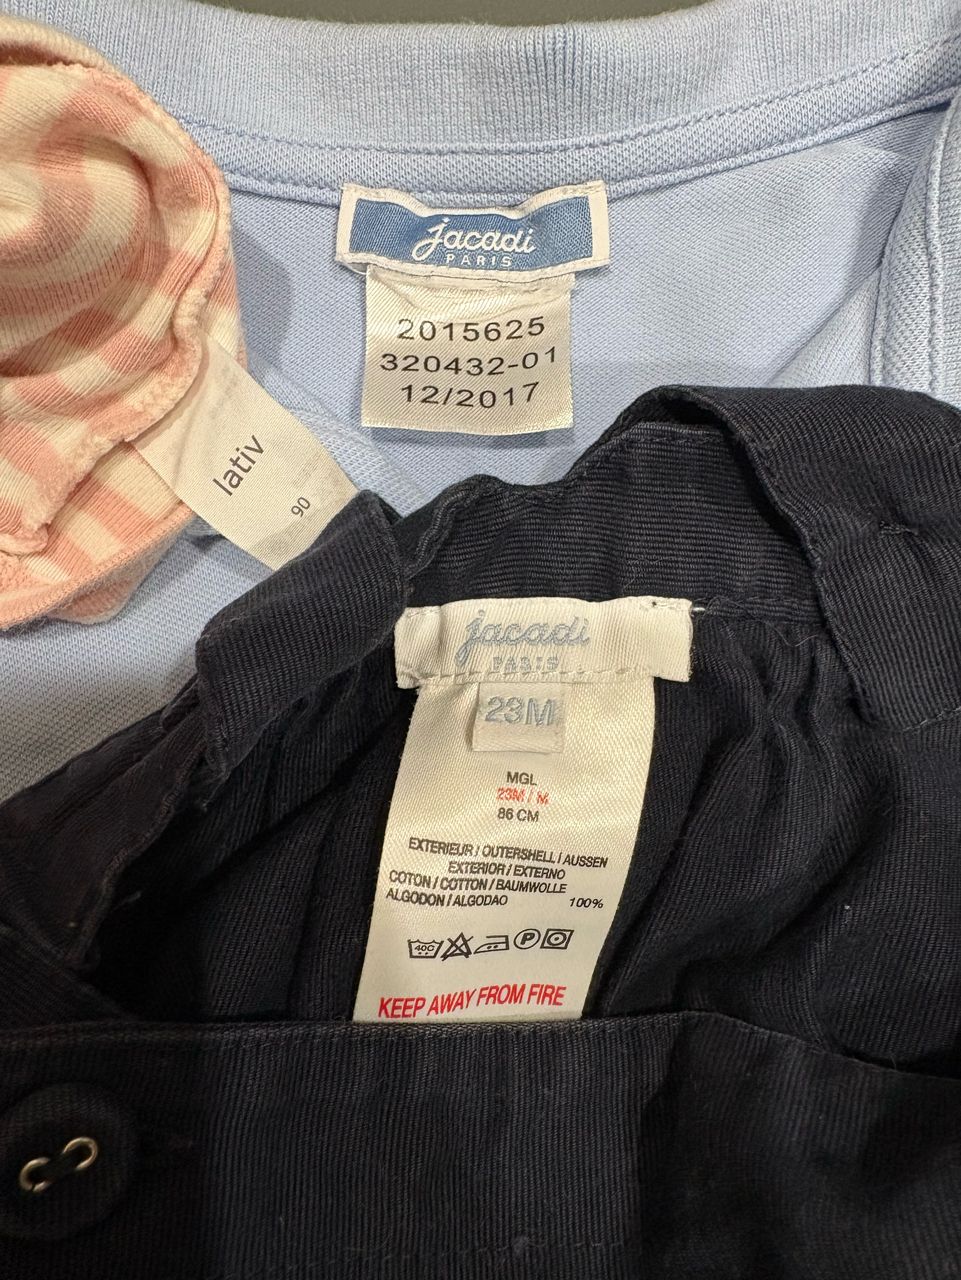 jacadi
PARIS
2015625
320432-01
12/2017
lativ
90
jacadi
PARIS
23M
MGL
23M / M
86 CM
EXTERIEUR / OUTERSHELL / AUSSEN
EXTERIOR / EXTERNO
COTON / COTTON / BAUMWOLLE
ALGODON / ALGODAO 100%
40C P
KEEP AWAY FROM FIRE